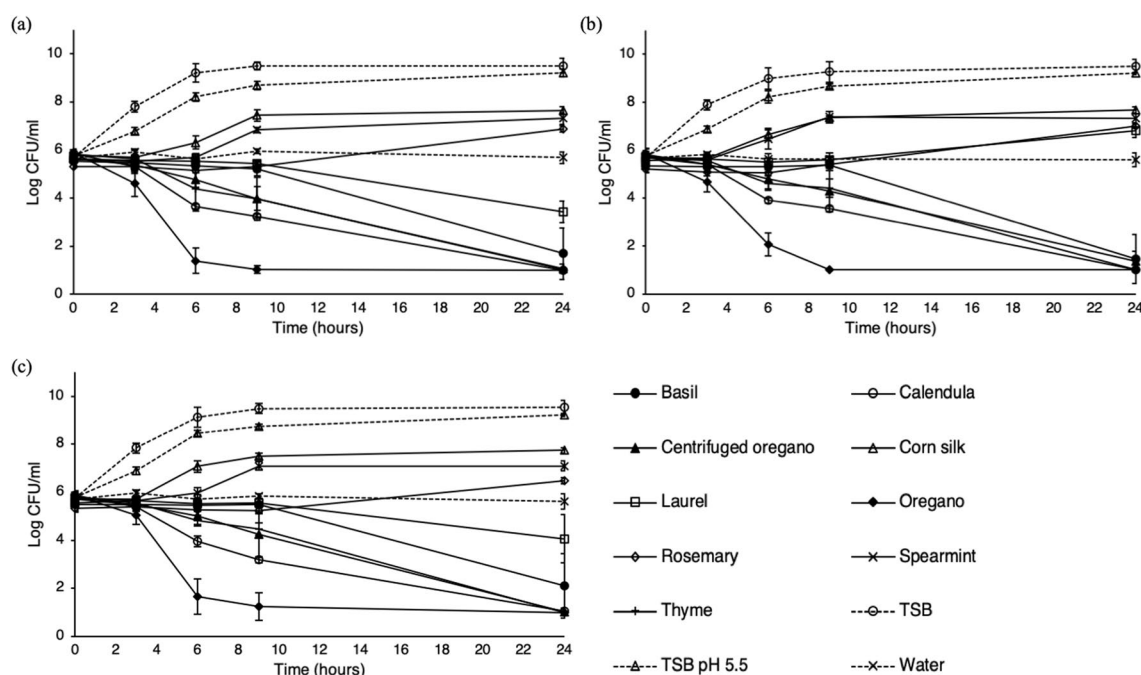 (a)
Log CFU/ml
10
8
6
4
2
0
0 2 4 6 8 10 12 14 16 18 20 22 24
Time (hours)
(b)
Log CFU/ml
10
8
6
4
2
0
0 2 4 6 8 10 12 14 16 18 20 22 24
Time (hours)
(c)
Log CFU/ml
10
8
6
4
2
0
0 2 4 6 8 10 12 14 16 18 20 22 24
Time (hours)
Basil Calendula
Centrifuged oregano Corn silk
Laurel Oregano
Rosemary Spearmint
Thyme TSB
TSB pH 5.5 Water